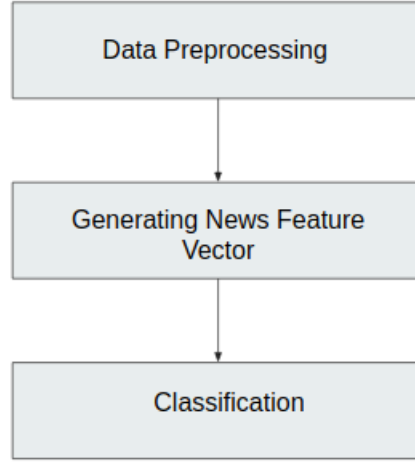 Data Preprocessing
Generating News Feature
Vector
Classification